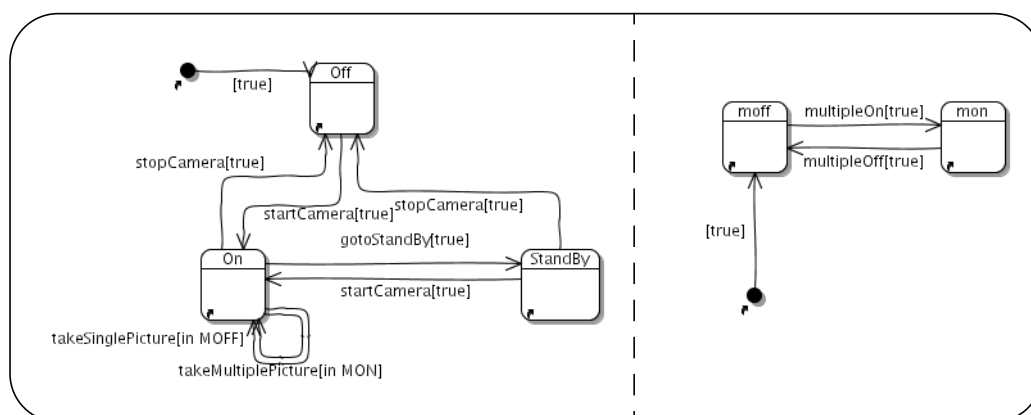 Off
[true]
stopCamera[true]
startCamera[true]
stopCamera[true]
gotoStandBy[true]
On
StandBy
startCamera[true]
takeSinglePicture[in MOFF]
takeMultiplePicture[in MON]
moff
multipleOn[true]
mon
multipleOff[true]
[true]